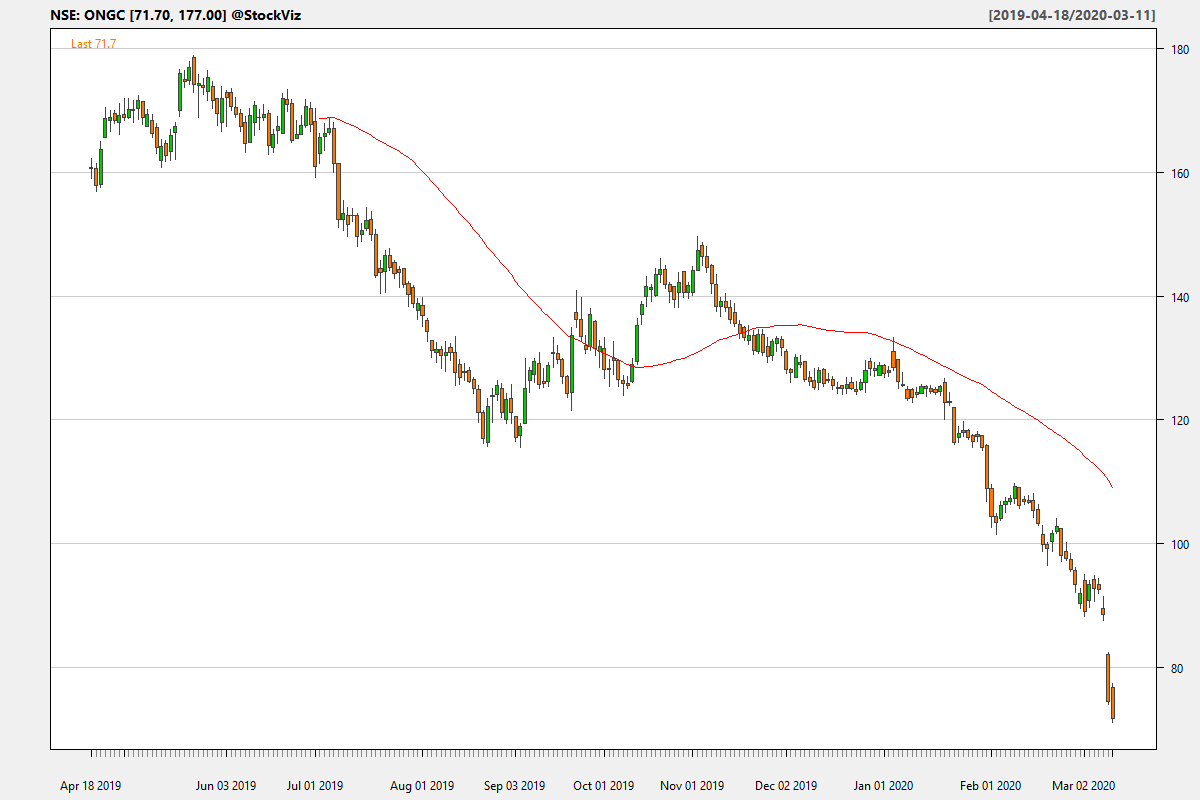 NSE: ONGC [71.70, 177.00] @StockViz [2019-04-18/2020-03-11]
Last 71.7
180
160
140
120
100
80
Apr 18 2019 Jun 03 2019 Jul 01 2019 Aug 01 2019 Sep 03 2019 Oct 01 2019 Nov 01 2019 Dec 02 2019 Jan 01 2020 Feb 01 2020 Mar 02 2020